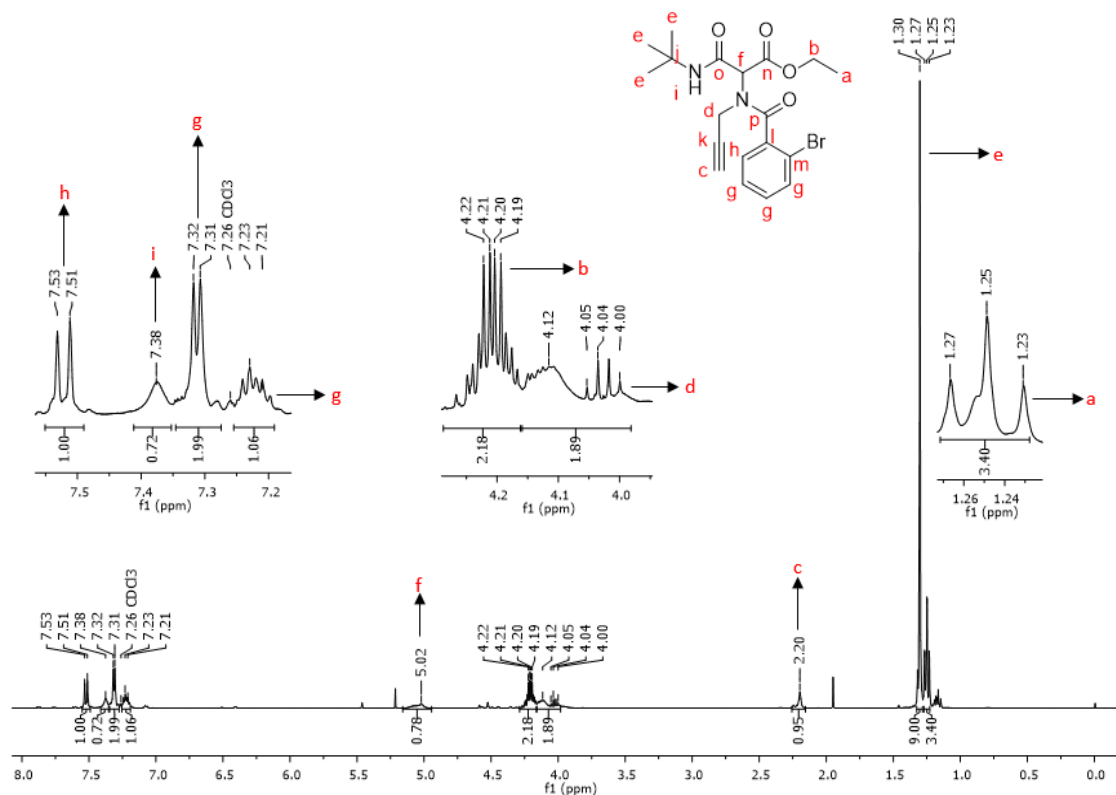 1.30
1.27
1.25
1.23
e
e
e
O
O
f
b
j
N
H
i
o
n
O
a
d
N
O
p
k
h
l
Br
c
m
g
g
g
e
h
g
i
7.53
7.51
7.38
7.32
7.31
7.26 CDCl3
7.23
7.21
g
1.00
0.72
1.99
1.06
7.5
7.4
7.3
7.2
f1 (ppm)
4.22
4.21
4.20
4.19
b
4.12
4.05
4.04
4.00
d
2.18
1.89
4.2
4.1
4.0
f1 (ppm)
1.27
1.25
1.23
a
3.40
1.26
1.24
f1 (ppm)
7.53
7.51
7.38
7.32
7.31
7.26 CDCl3
7.23
7.21
f
5.02
4.22
4.21
4.20
4.19
4.12
4.05
4.04
4.00
c
2.20
1.00
0.72
1.99
1.06
0.78
2.18
1.89
0.95
9.00
3.40
8.0
7.5
7.0
6.5
6.0
5.5
5.0
4.5
4.0
3.5
3.0
2.5
2.0
1.5
1.0
0.5
0.0
f1 (ppm)